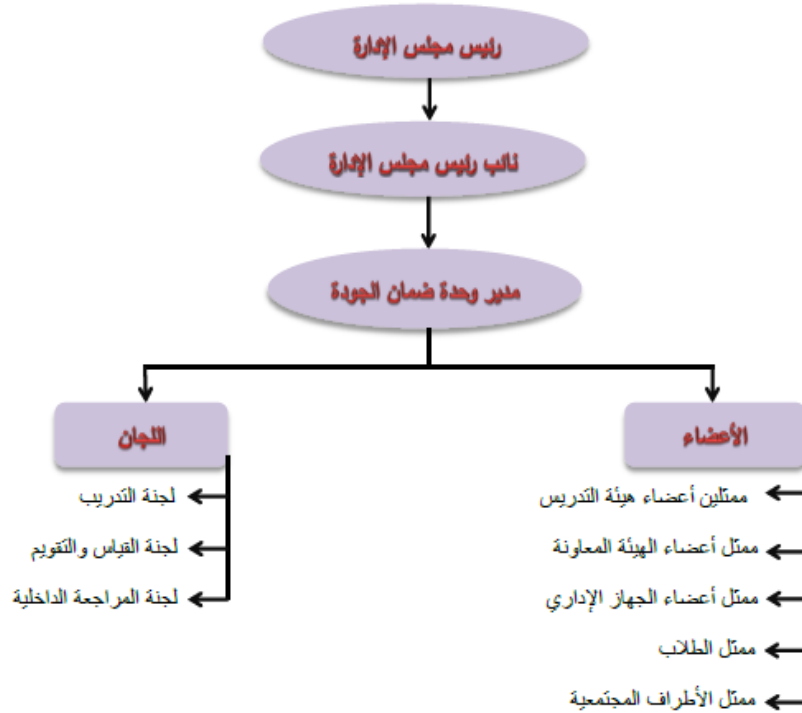 رئيس مجلس الإدارة
نائب رئيس مجلس الإدارة
مدير وحدة ضمان الجودة
الأعضاء
ممثلين أعضاء هيئة التدريس
ممثل أعضاء الهيئة المعاونة
ممثل أعضاء الجهاز الإداري
ممثل الطلاب
ممثل الأطراف المجتمعية
اللجان
لجنة التدريب
لجنة القياس والتقويم
لجنة المراجعة الداخلية